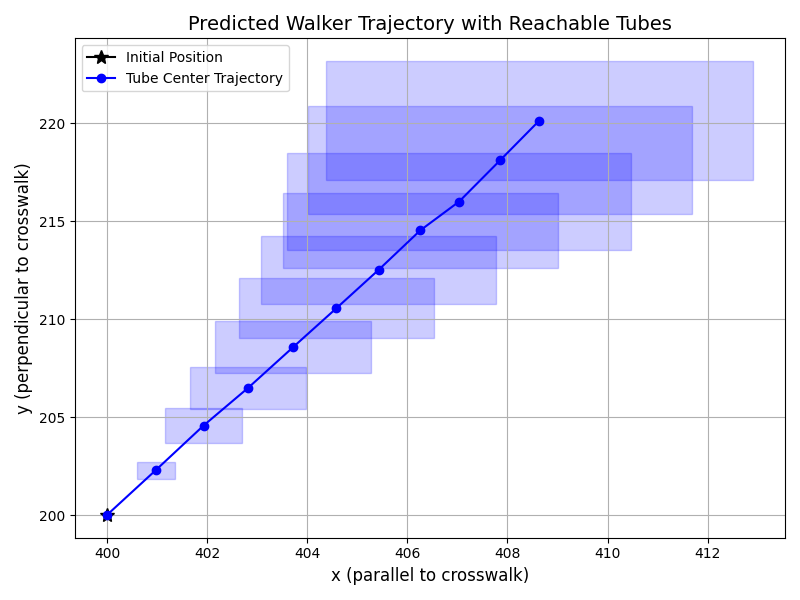 Predicted Walker Trajectory with Reachable Tubes
Initial Position
Tube Center Trajectory
y (perpendicular to crosswalk)
220
215
210
205
200
400
402
404
406
408
410
412
x (parallel to crosswalk)